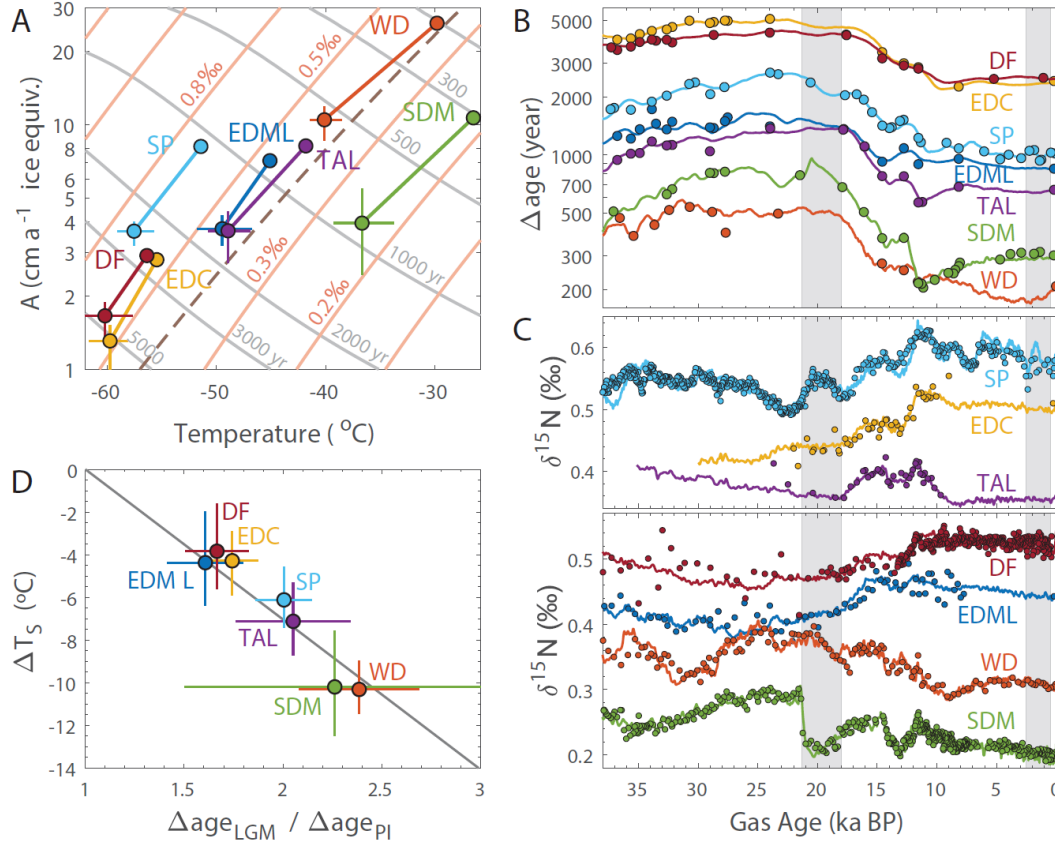 A
30
20
10
8
5
3
2
1
A (cm a⁻¹ ice equiv.)
-60
-50
-40
-30
Temperature ( °C)
0.8‰
0.5‰
0.3‰
0.2‰
300
500
1000 yr
2000 yr
3000 yr
5000
WD
SDM
SP
EDML
TAL
DF
EDC
B
5000
3000
2000
1000
700
500
300
200
Δage (year)
DF
EDC
SP
EDML
TAL
SDM
WD
C
0.6
0.5
0.4
δ¹⁵N (‰)
SP
EDC
TAL
0.5
0.4
0.3
0.2
δ¹⁵N (‰)
DF
EDML
WD
SDM
35
30
25
20
15
10
5
0
Gas Age (ka BP)
D
0
-2
-4
-6
-8
-10
-12
-14
ΔT_S (°C)
DF
EDC
EDM L
SP
TAL
WD
SDM
1
1.5
2
2.5
3
Δage_LGM / Δage_PI